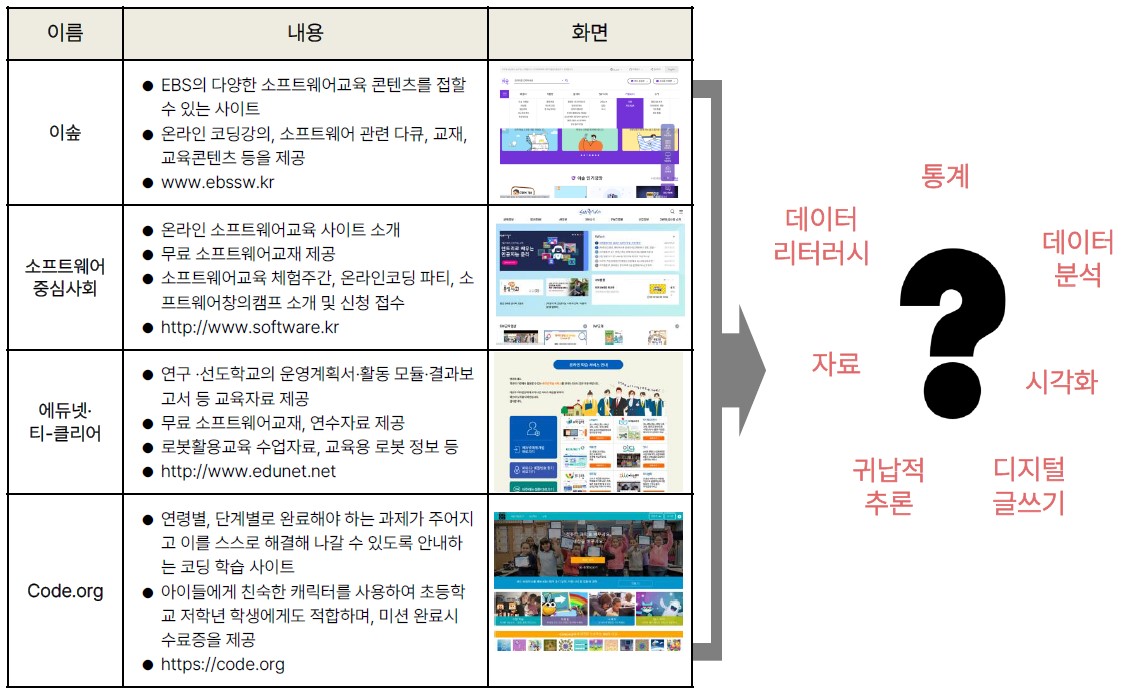 이름
내용
화면
이숲
● EBS의 다양한 소프트웨어교육 콘텐츠를 접할
수 있는 사이트
● 온라인 코딩강의, 소프트웨어 관련 다큐, 교재,
교육콘텐츠 등을 제공
● www.ebssw.kr
소프트웨어
중심사회
● 온라인 소프트웨어교육 사이트 소개
● 무료 소프트웨어교재 제공
● 소프트웨어교육 체험주간, 온라인코딩 파티, 소
프트웨어창의캠프 소개 및 신청 접수
● http://www.software.kr
에듀넷·
티-클리어
● 연구·선도학교의 운영계획서·활동 모듈·결과보
고서 등 교육자료 제공
● 무료 소프트웨어교재, 연수자료 제공
● 로봇활용교육 수업자료, 교육용 로봇 정보 등
● http://www.edunet.net
Code.org
● 연령별, 단계별로 완료해야 하는 과제가 주어지
고 이를 스스로 해결해 나갈 수 있도록 안내하
는 코딩 학습 사이트
● 아이들에게 친숙한 캐릭터를 사용하여 초등학
교 저학년 학생에게도 적합하며, 미션 완료시
수료증을 제공
● https://code.org
통계
데이터
리터러시
데이터
분석
?
자료
시각화
귀납적
추론
디지털
글쓰기